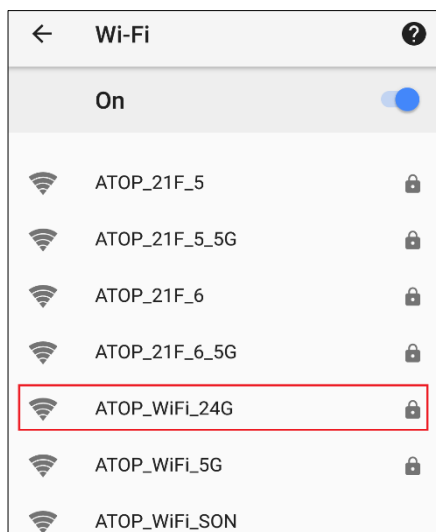 Wi-Fi
On
ATOP_21F_5
ATOP_21F_5_5G
ATOP_21F_6
ATOP_21F_6_5G
ATOP_WiFi_24G
ATOP_WiFi_5G
ATOP_WiFi_SON